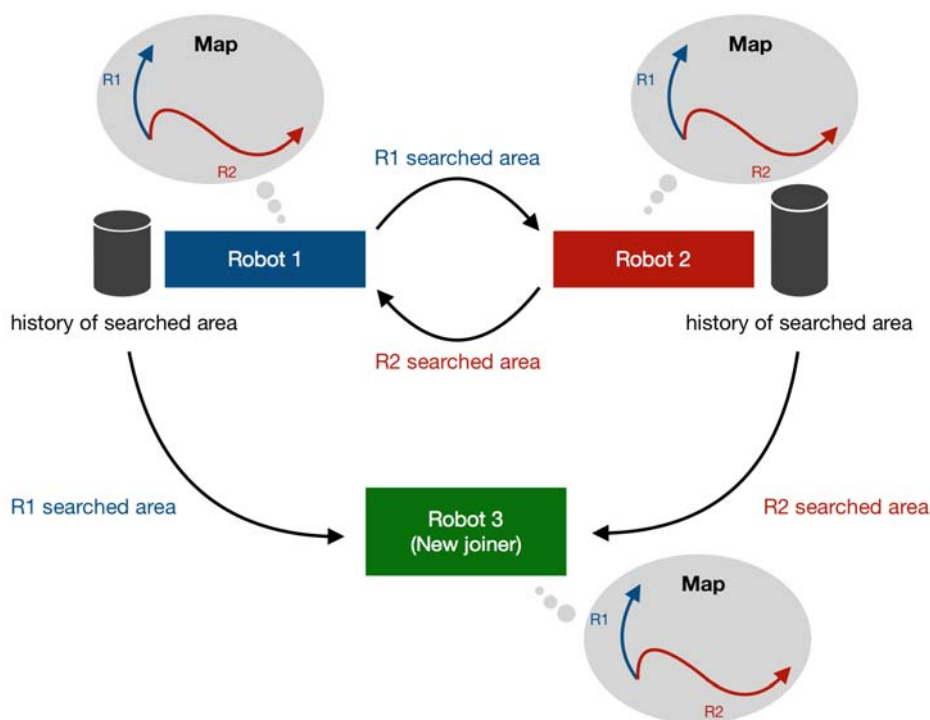 Map
R1
R2
Map
R1
R2
R1 searched area
Robot 1
Robot 2
history of searched area
history of searched area
R2 searched area
R1 searched area
R2 searched area
Robot 3
(New joiner)
Map
R1
R2